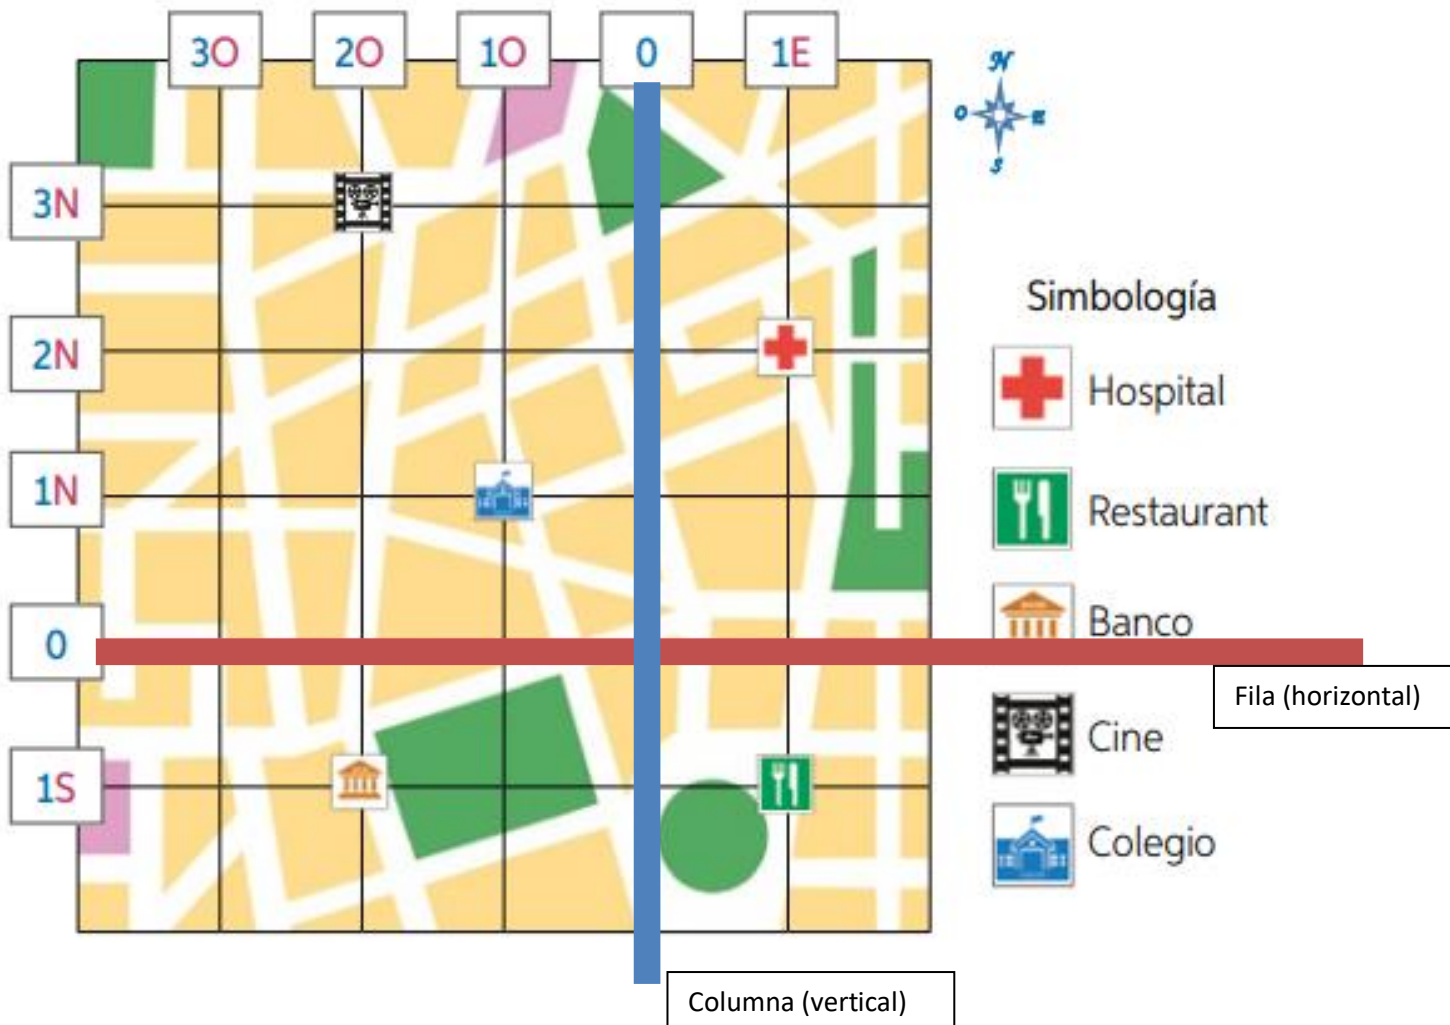 3O 2O 1O 0 1E
N
O E
S
3N
2N
1N
0
1S
Simbología
Hospital
Restaurant
Banco
Cine
Colegio
Fila (horizontal)
Columna (vertical)